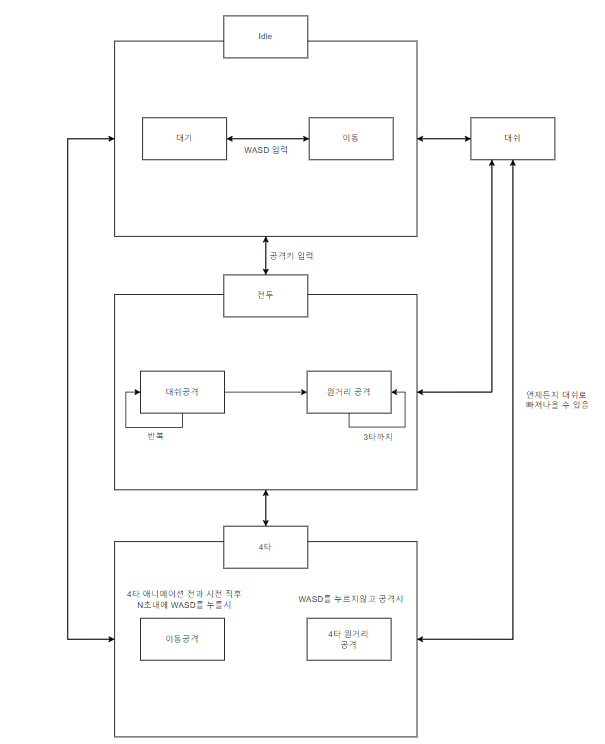 Idle
대기
이동
대쉬
WASD 입력
공격키 입력
전투
대쉬공격
원거리 공격
언제든지 대쉬로
빠져나올 수 있음
반복
3타까지
4타
4타 애니메이션 전과 시전 직후
N초내에 WASD를 누를시
WASD를 누르지않고 공격시
이동공격
4타 원거리
공격